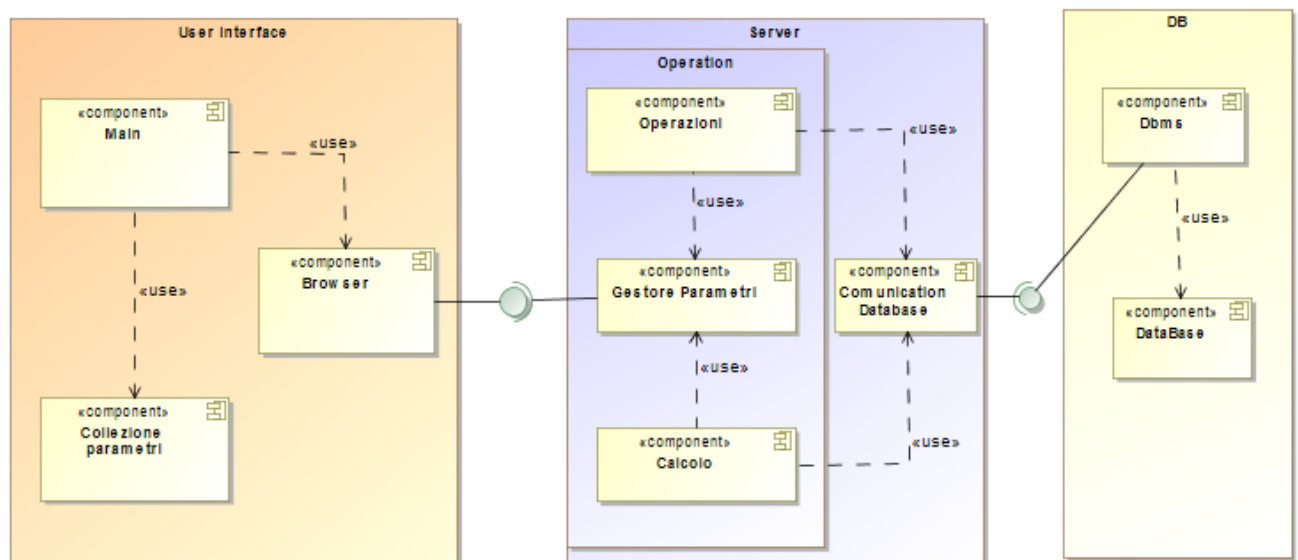 User Interface
«component»
Main
«use»
«use»
«component»
Browser
«component»
Collezione
parametri
Server
Operation
«component»
Operazioni
«use»
«use»
«component»
Gestore Parametri
«component»
Comunication
Database
«use»
«component»
Calcolo
«use»
DB
«component»
Dbms
«use»
«component»
DataBase